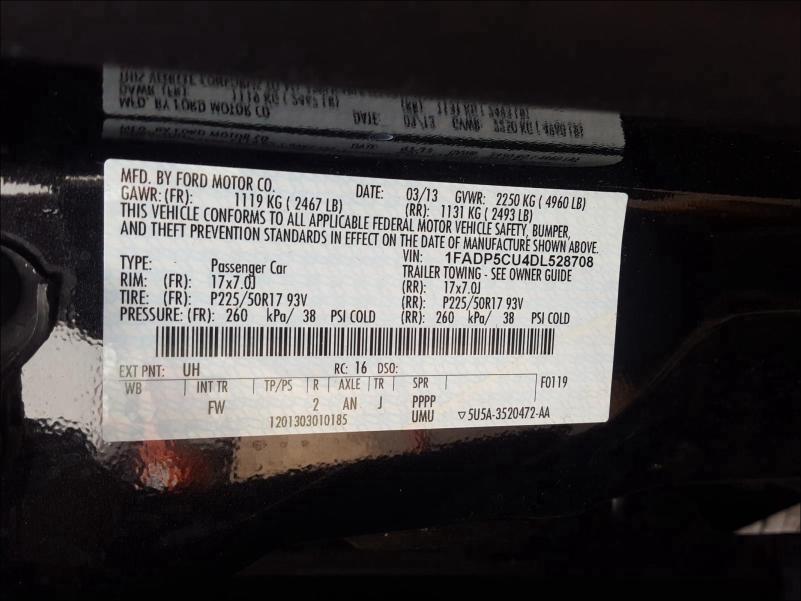 MFD. BY FORD MOTOR CO. DATE: 03/13 GVWR: 2250 KG ( 4960 LB)
GAWR: (FR): 1119 KG ( 2467 LB) (RR): 1131 KG ( 2493 LB)
THIS VEHICLE CONFORMS TO ALL APPLICABLE FEDERAL MOTOR VEHICLE SAFETY, BUMPER,
AND THEFT PREVENTION STANDARDS IN EFFECT ON THE DATE OF MANUFACTURE SHOWN ABOVE.
VIN: 1FADP5CU4DL528708
TYPE: Passenger Car TRAILER TOWING - SEE OWNER GUIDE
RIM: (FR) 17x7.0J (RR): 17x7.0J
TIRE: (FR): P225/50R17 93V (RR): P225/50R17 93V
PRESSURE: (FR): 260 kPa/ 38 PSI COLD (RR): 260 kPa/ 38 PSI COLD
EXT PNT: UH RC: 16 DSO:
WB INT TR TP/PS R AXLE TR SPR F0119
FW 2 AN J PPPP
1201303010185 UMU ▽5U5A-3520472-AA